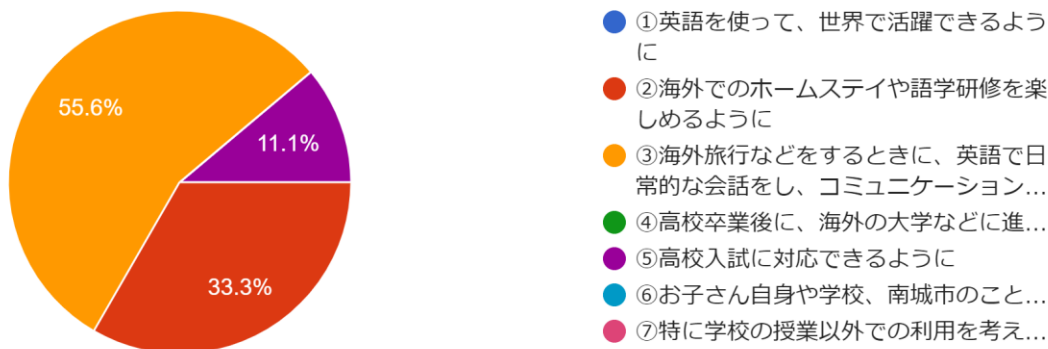 55.6%
11.1%
33.3%
①英語を使って、世界で活躍できるよう
に
②海外でのホームステイや語学研修を楽
しめるように
③海外旅行などをするときに、英語で日
常的な会話をし、コミュニケーション...
④高校卒業後に、海外の大学などに進...
⑤高校入試に対応できるように
⑥お子さん自身や学校、南城市のこと...
⑦特に学校の授業以外での利用を考え...